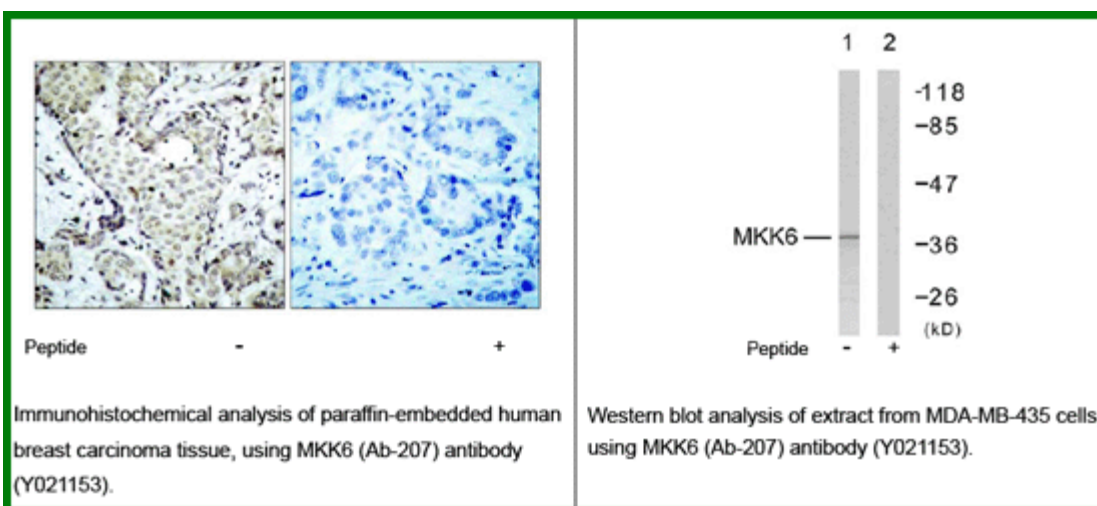 Peptide - +
Immunohistochemical analysis of paraffin-embedded human
breast carcinoma tissue, using MKK6 (Ab-207) antibody
(Y021153).
1 2
-118
-85
-47
MKK6
-36
-26
(kD)
Peptide - +
Western blot analysis of extract from MDA-MB-435 cells
using MKK6 (Ab-207) antibody (Y021153).